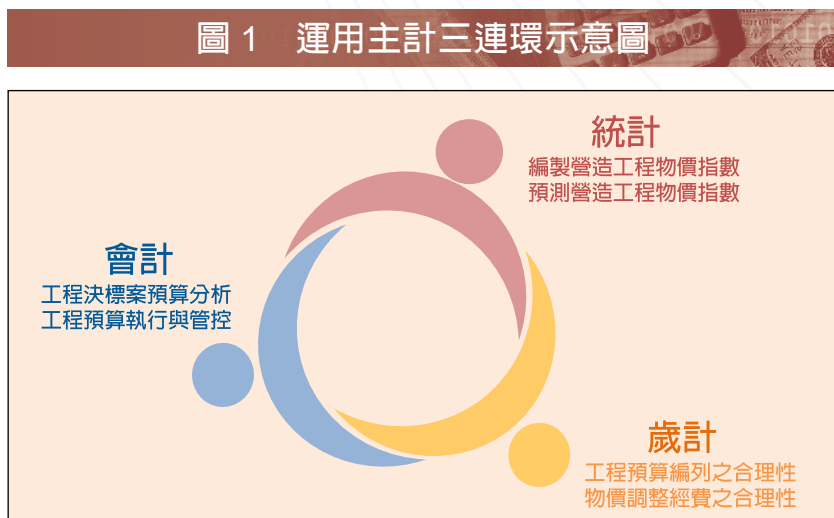 圖 1 運用主計三連環示意圖
統計
編製營造工程物價指數
預測營造工程物價指數
會計
工程決標案預算分析
工程預算執行與管控
歲計
工程預算編列之合理性
物價調整經費之合理性